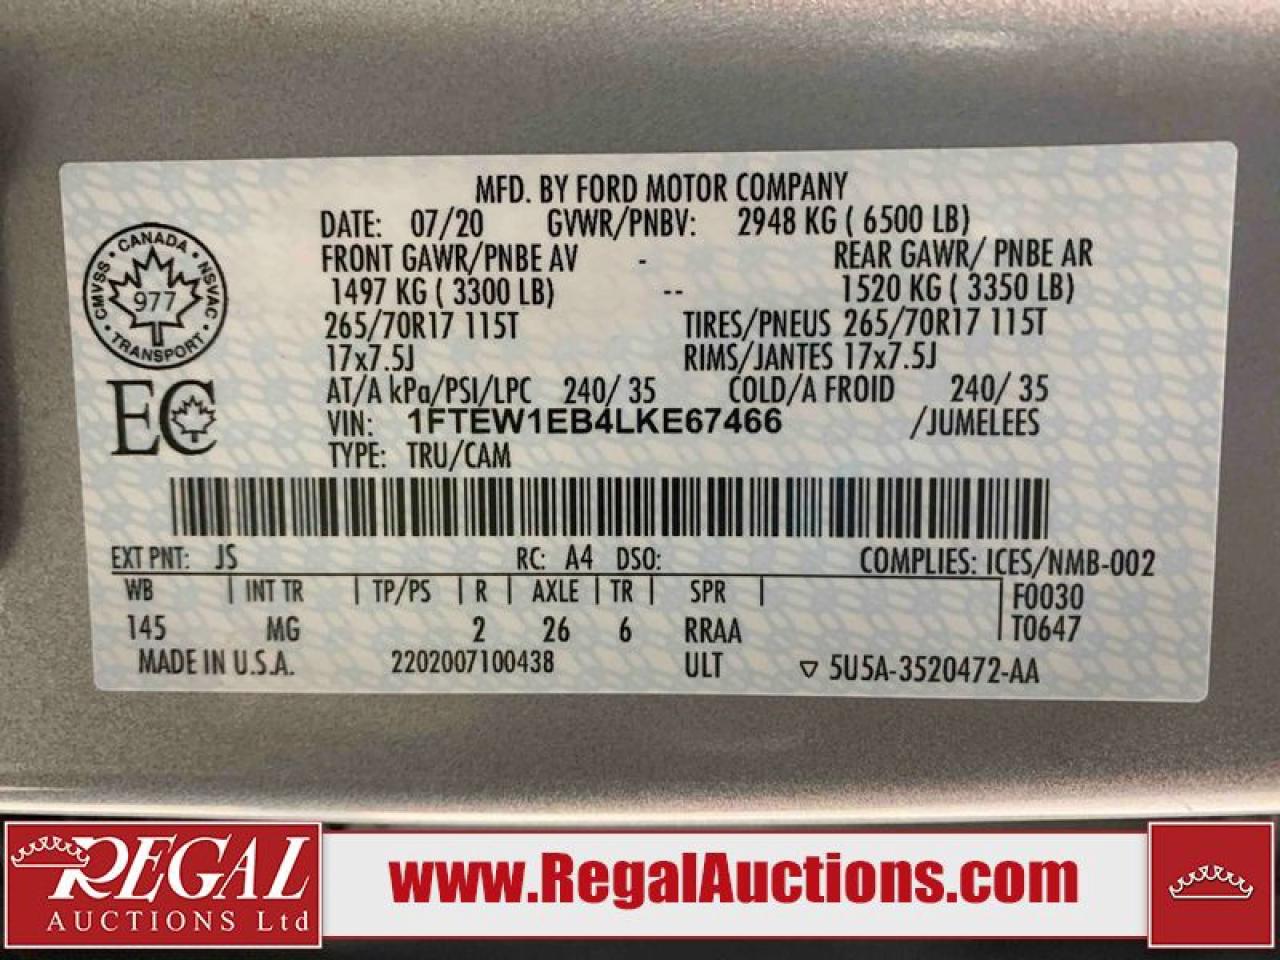 MFD. BY FORD MOTOR COMPANY
DATE: 07/20 GVWR/PNBV: 2948 KG ( 6500 LB)
FRONT GAWR/PNBE AV - REAR GAWR/ PNBE AR
1497 KG ( 3300 LB) -- 1520 KG ( 3350 LB)
265/70R17 115T TIRES/PNEUS 265/70R17 115T
17x7.5J RIMS/JANTES 17x7.5J
AT/A kPa/PSI/LPC 240/ 35 COLD/A FROID 240/ 35
VIN: 1FTEW1EB4LKE67466 /JUMELEES
TYPE: TRU/CAM
CANADA
CMVSS 977 NSVAC
TRANSPORT
EC
EXT PNT: JS RC: A4 DSO: COMPLIES: ICES/NMB-002
WB | INT TR | TP/PS | R | AXLE | TR | SPR | F0030
145 MG 2 26 6 RRAA T0647
MADE IN U.S.A. 2202007100438 ULT ▽ 5U5A-3520472-AA
REGAL
AUCTIONS Ltd
www.RegalAuctions.com